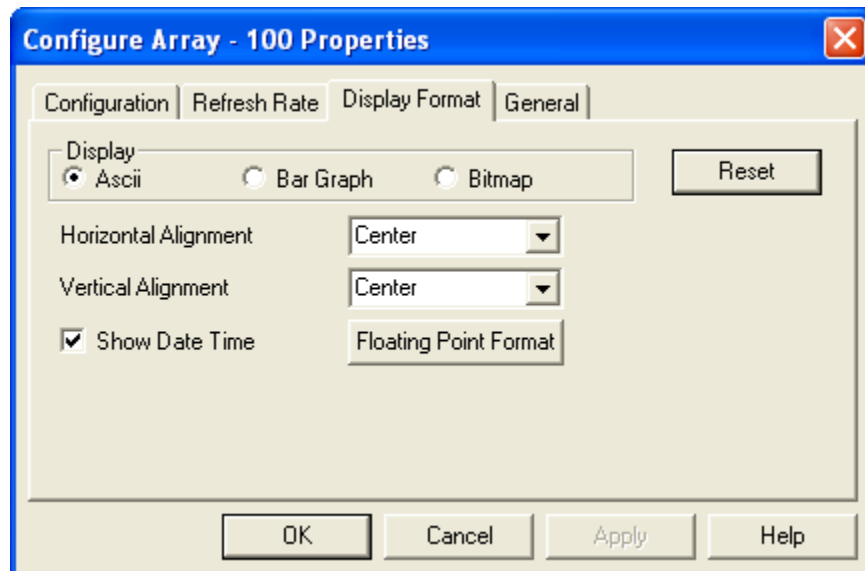 Configure Array - 100 Properties
Configuration Refresh Rate Display Format General
Display
Ascii Bar Graph Bitmap
Reset
Horizontal Alignment Center
Vertical Alignment Center
Show Date Time Floating Point Format
OK Cancel Apply Help